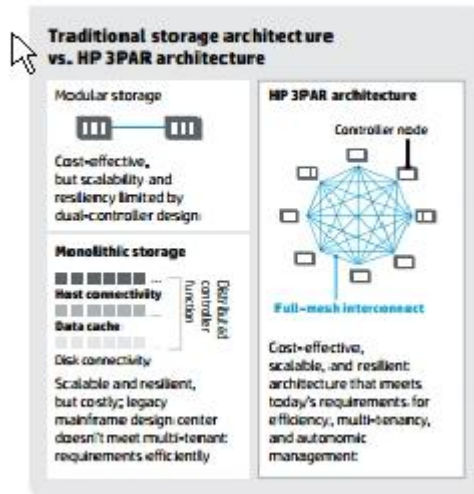 Traditional storage architecture
vs. HP 3PAR architecture
Modular storage
Cost-effective,
but scalability and
resiliency limited by
dual-controller design
Monolithic storage
...
Host connectivity
...
Data cache
...
Disk connectivity
Distributed
controller
function
Scalable and resilient,
but costly; legacy
mainframe design center
doesn't meet multi-tenant
requirements efficiently
HP 3PAR architecture
Controller node
Full-mesh interconnect
Cost-effective,
scalable, and resilient
architecture that meets
today's requirements for
efficiency, multi-tenancy,
and autonomic
management